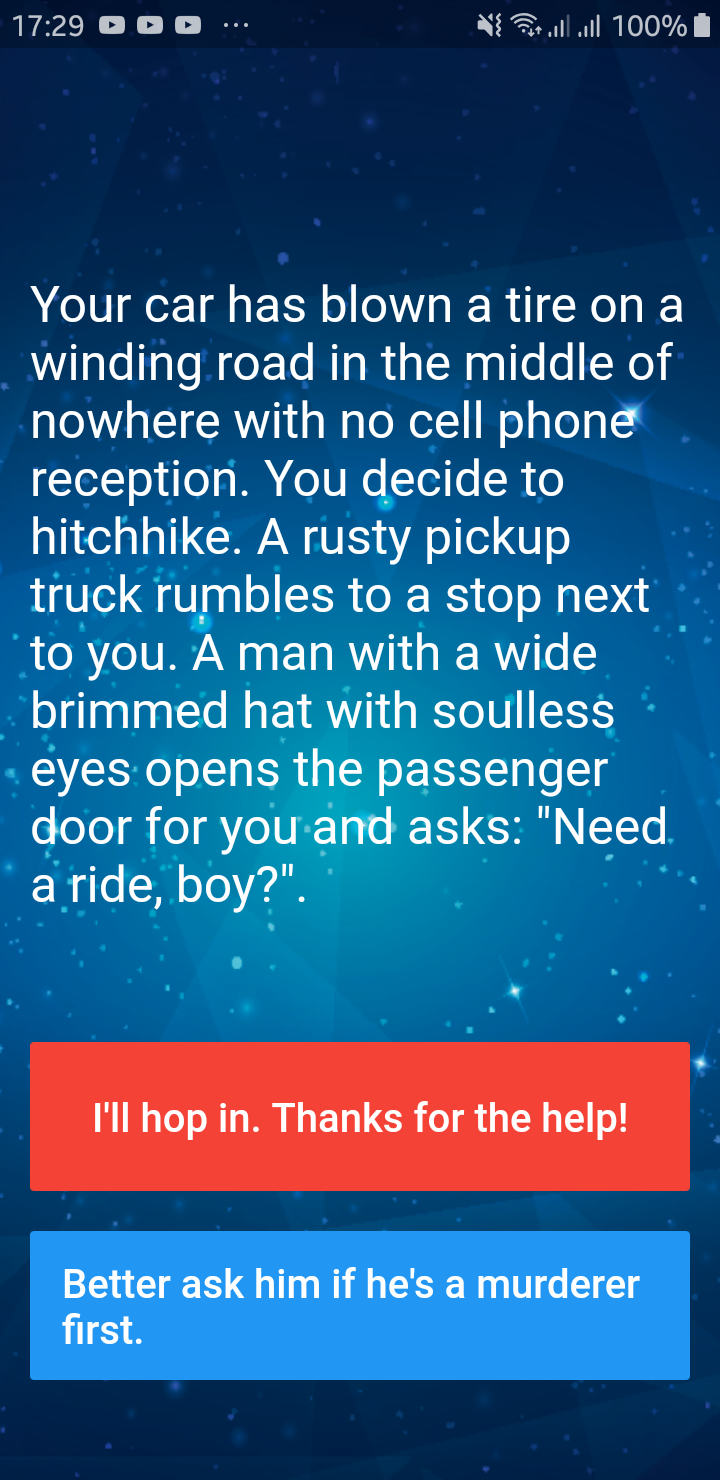 17:29 100%
Your car has blown a tire on a
winding road in the middle of
nowhere with no cell phone
reception. You decide to
hitchhike. A rusty pickup
truck rumbles to a stop next
to you. A man with a wide
brimmed hat with soulless
eyes opens the passenger
door for you and asks: "Need
a ride, boy?".
I'll hop in. Thanks for the help!
Better ask him if he's a murderer
first.